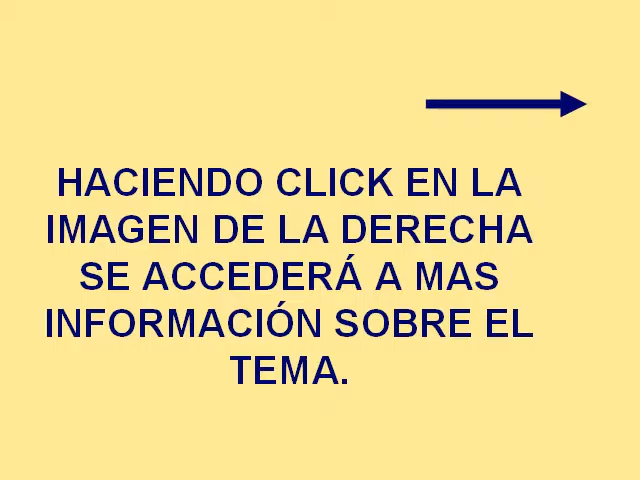 HACIENDO CLICK EN LA
IMAGEN DE LA DERECHA
SE ACCEDERÁ A MAS
INFORMACIÓN SOBRE EL
TEMA.